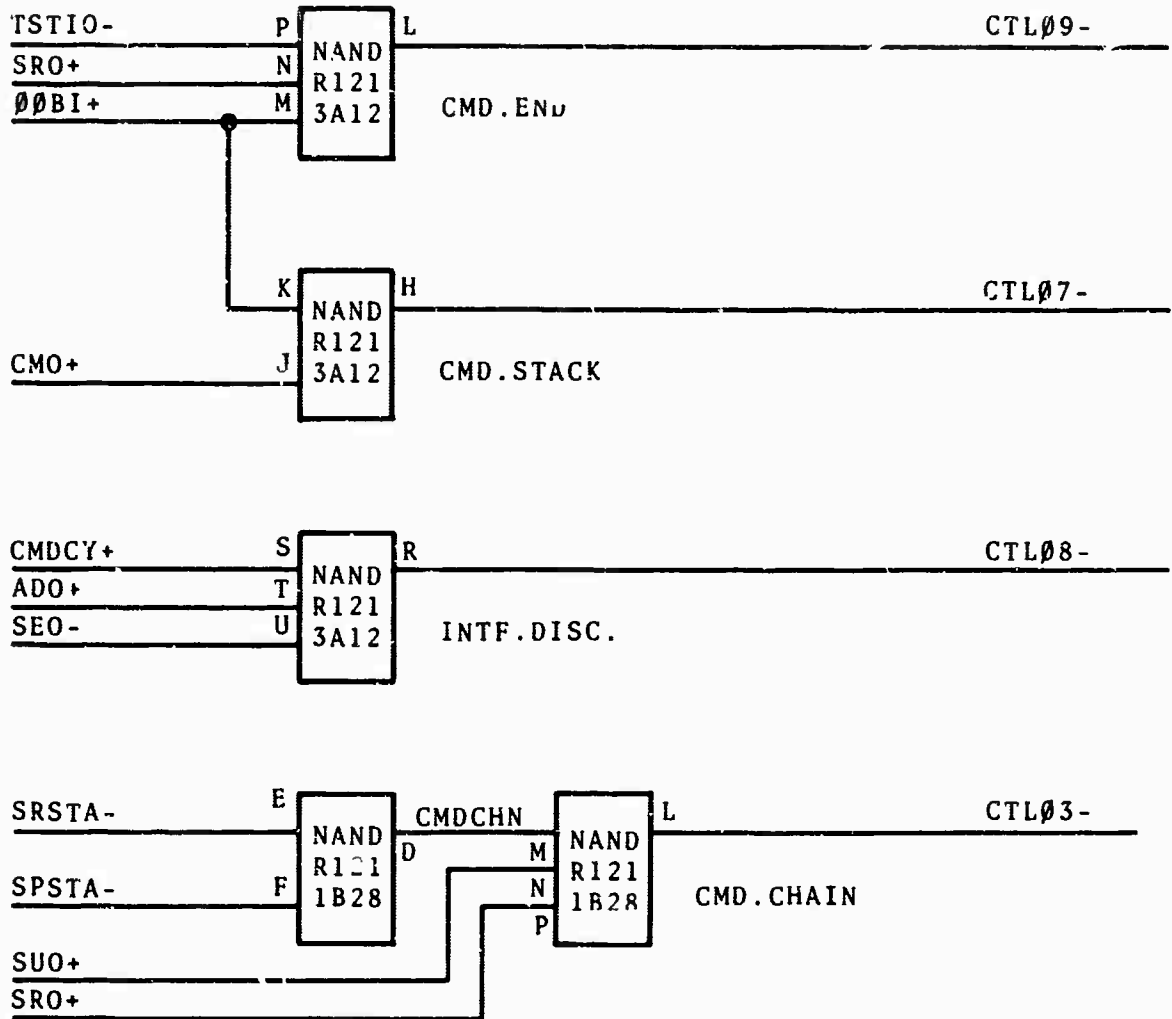 TSTIO- P L CTLØ9-
NAND
SRO+ N
R121
ØØBI+ M 3A12 CMD.END
K H CTLØ7-
NAND
R121
CMO+ J 3A12 CMD.STACK
CMDCY+ S R CTLØ8-
NAND
ADO+ T R121
SEO- U 3A12 INTF.DISC.
SRSTA- E CMDCHN L CTLØ3-
NAND D M NAND
R121 R121
SPSTA- F 1B28 N 1B28 CMD.CHAIN
P
SUO+
SRO+